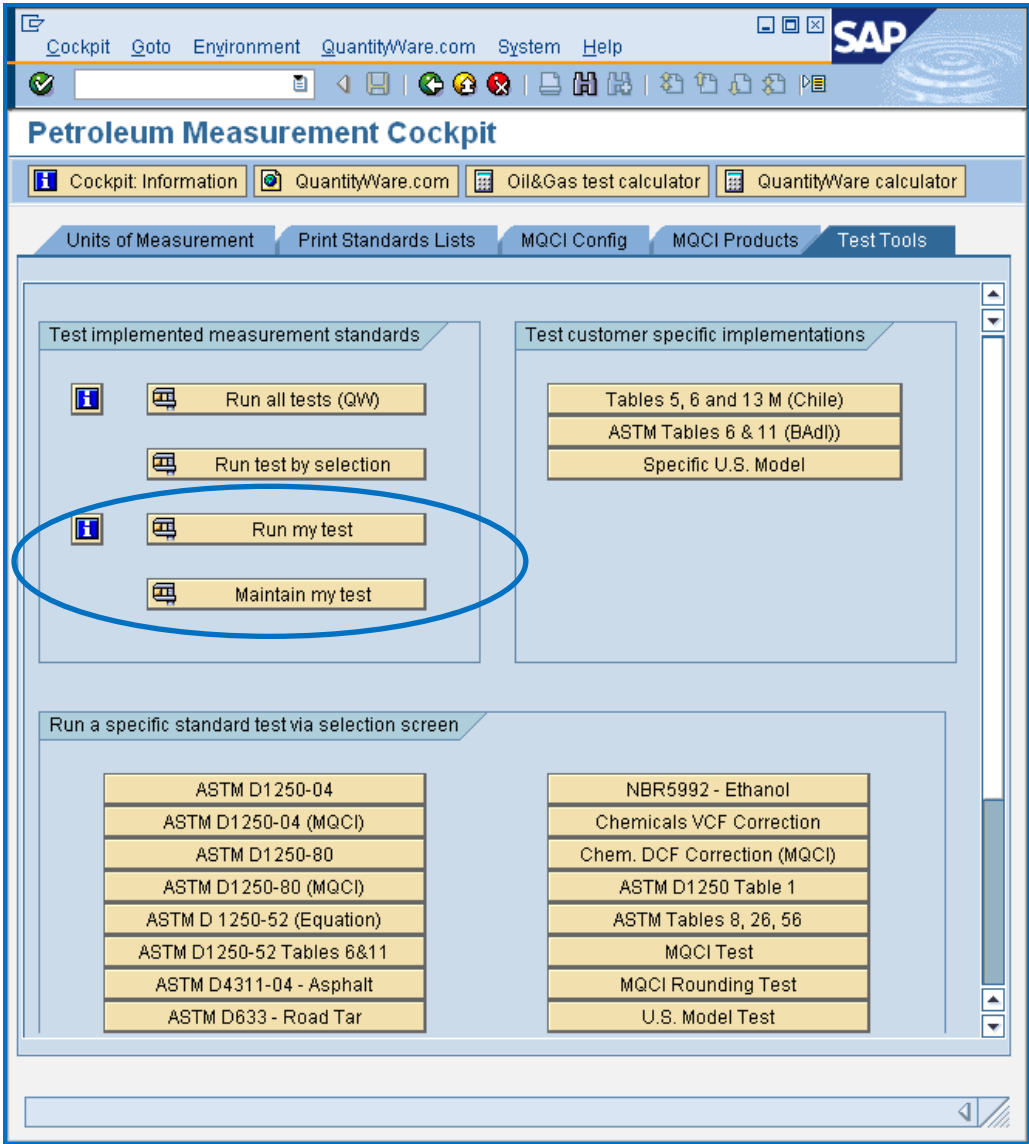 Cockpit Goto Environment QuantityWare.com System Help
SAP
Petroleum Measurement Cockpit
Cockpit: Information QuantityWare.com Oil&Gas test calculator QuantityWare calculator
Units of Measurement Print Standards Lists MQCI Config MQCI Products Test Tools
Test implemented measurement standards
Run all tests (QW)
Run test by selection
Run my test
Maintain my test
Test customer specific implementations
Tables 5, 6 and 13 M (Chile)
ASTM Tables 6 & 11 (BAdI))
Specific U.S. Model
Run a specific standard test via selection screen
ASTM D1250-04
ASTM D1250-04 (MQCI)
ASTM D1250-80
ASTM D1250-80 (MQCI)
ASTM D 1250-52 (Equation)
ASTM D1250-52 Tables 6&11
ASTM D4311-04 - Asphalt
ASTM D633 - Road Tar
NBR5992 - Ethanol
Chemicals VCF Correction
Chem. DCF Correction (MQCI)
ASTM D1250 Table 1
ASTM Tables 8, 26, 56
MQCI Test
MQCI Rounding Test
U.S. Model Test